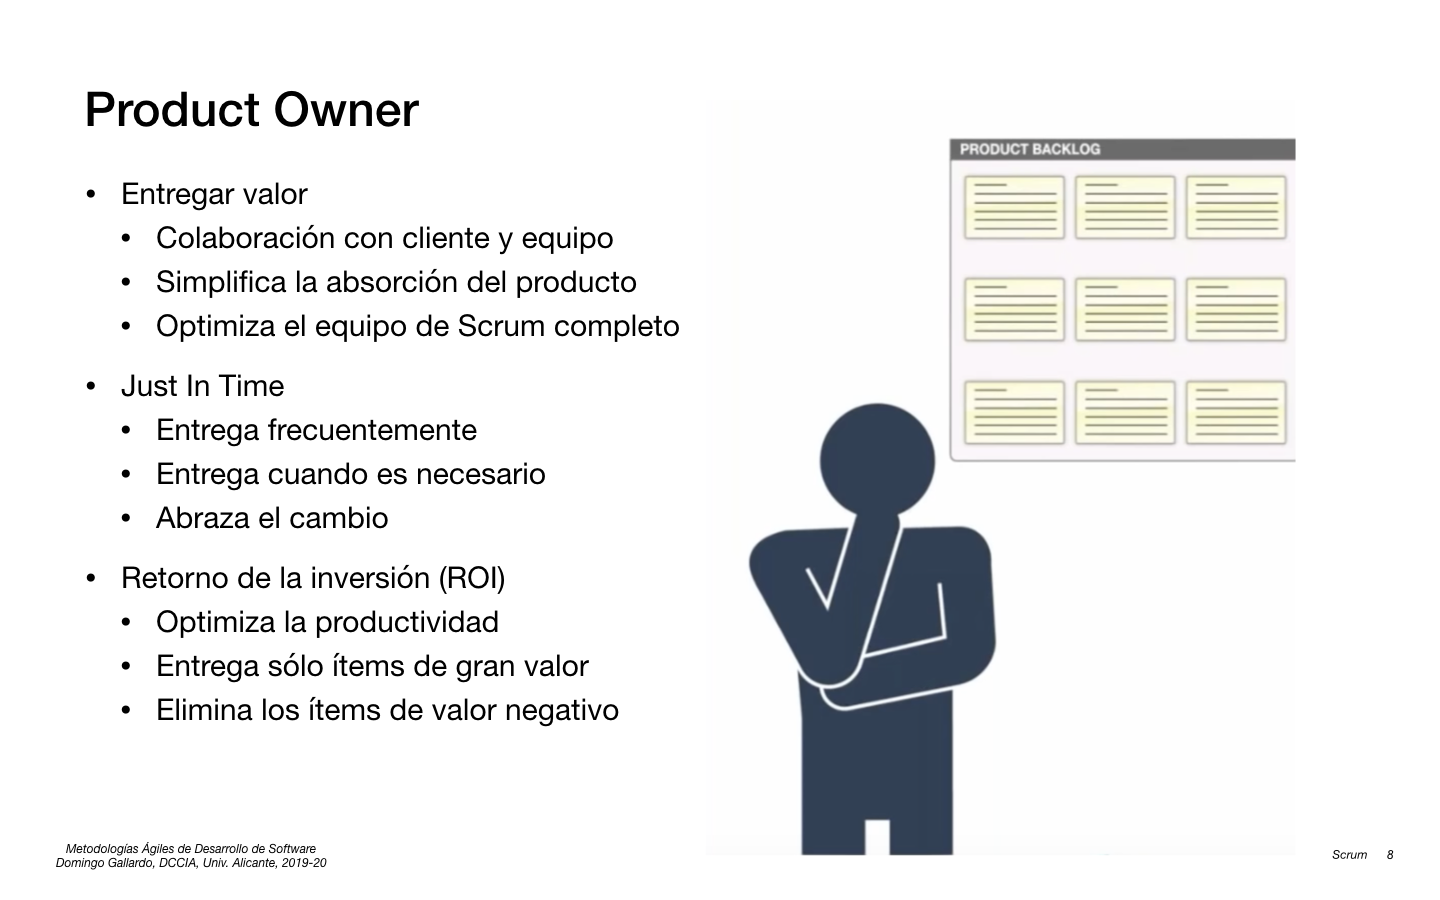 Product Owner
• Entregar valor
• Colaboración con cliente y equipo
• Simplifica la absorción del producto
• Optimiza el equipo de Scrum completo
• Just In Time
• Entrega frecuentemente
• Entrega cuando es necesario
• Abraza el cambio
• Retorno de la inversión (ROI)
• Optimiza la productividad
• Entrega sólo ítems de gran valor
• Elimina los ítems de valor negativo
PRODUCT BACKLOG
Metodologías Ágiles de Desarrollo de Software
Domingo Gallardo, DCCIA, Univ. Alicante, 2019-20
Scrum 8